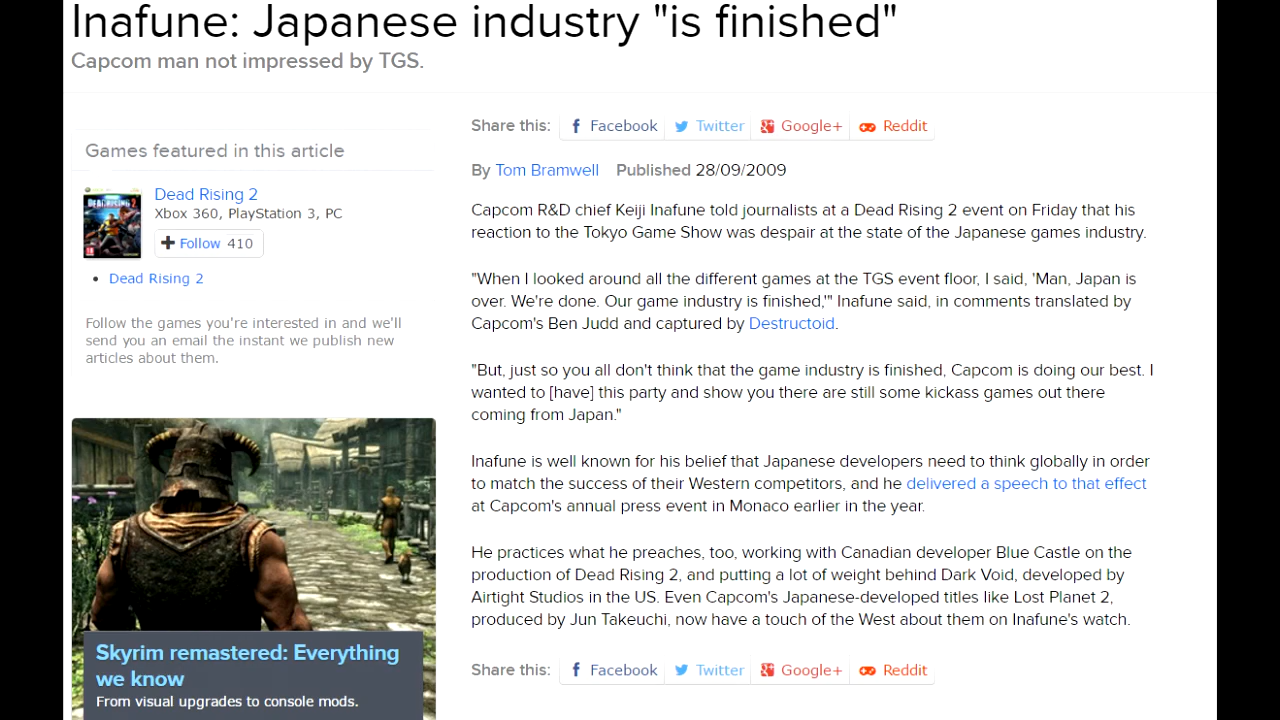 Inafune: Japanese industry "is finished"
Capcom man not impressed by TGS.
Games featured in this article
Dead Rising 2
Xbox 360, PlayStation 3, PC
Follow 410
Dead Rising 2
Follow the games you're interested in and we'll
send you an email the instant we publish new
articles about them.
Skyrim remastered: Everything
we know
From visual upgrades to console mods.
Share this: Facebook Twitter Google+ Reddit
By Tom Bramwell Published 28/09/2009
Capcom R&D chief Keiji Inafune told journalists at a Dead Rising 2 event on Friday that his
reaction to the Tokyo Game Show was despair at the state of the Japanese games industry.
"When I looked around all the different games at the TGS event floor, I said, 'Man, Japan is
over. We're done. Our game industry is finished,'" Inafune said, in comments translated by
Capcom's Ben Judd and captured by Destructoid.
"But, just so you all don't think that the game industry is finished, Capcom is doing our best. I
wanted to [have] this party and show you there are still some kickass games out there
coming from Japan."
Inafune is well known for his belief that Japanese developers need to think globally in order
to match the success of their Western competitors, and he delivered a speech to that effect
at Capcom's annual press event in Monaco earlier in the year.
He practices what he preaches, too, working with Canadian developer Blue Castle on the
production of Dead Rising 2, and putting a lot of weight behind Dark Void, developed by
Airtight Studios in the US. Even Capcom's Japanese-developed titles like Lost Planet 2,
produced by Jun Takeuchi, now have a touch of the West about them on Inafune's watch.
Share this: Facebook Twitter Google+ Reddit